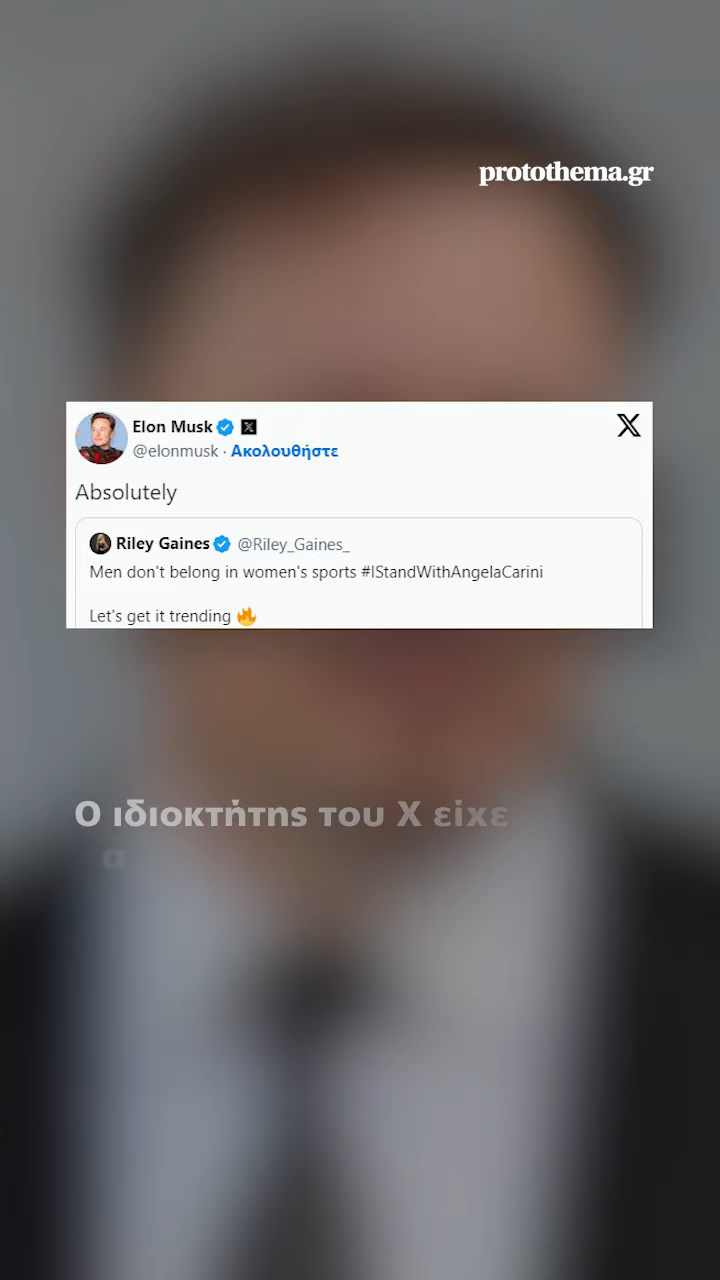 protothema.gr
Elon Musk
@elonmusk · Ακολουθήστε
Absolutely
Riley Gaines @Riley_Gaines_
Men don't belong in women's sports #IStandWithAngelaCarini
Let's get it trending 🔥
Ο ιδιοκτήτης του Χ είχε
α